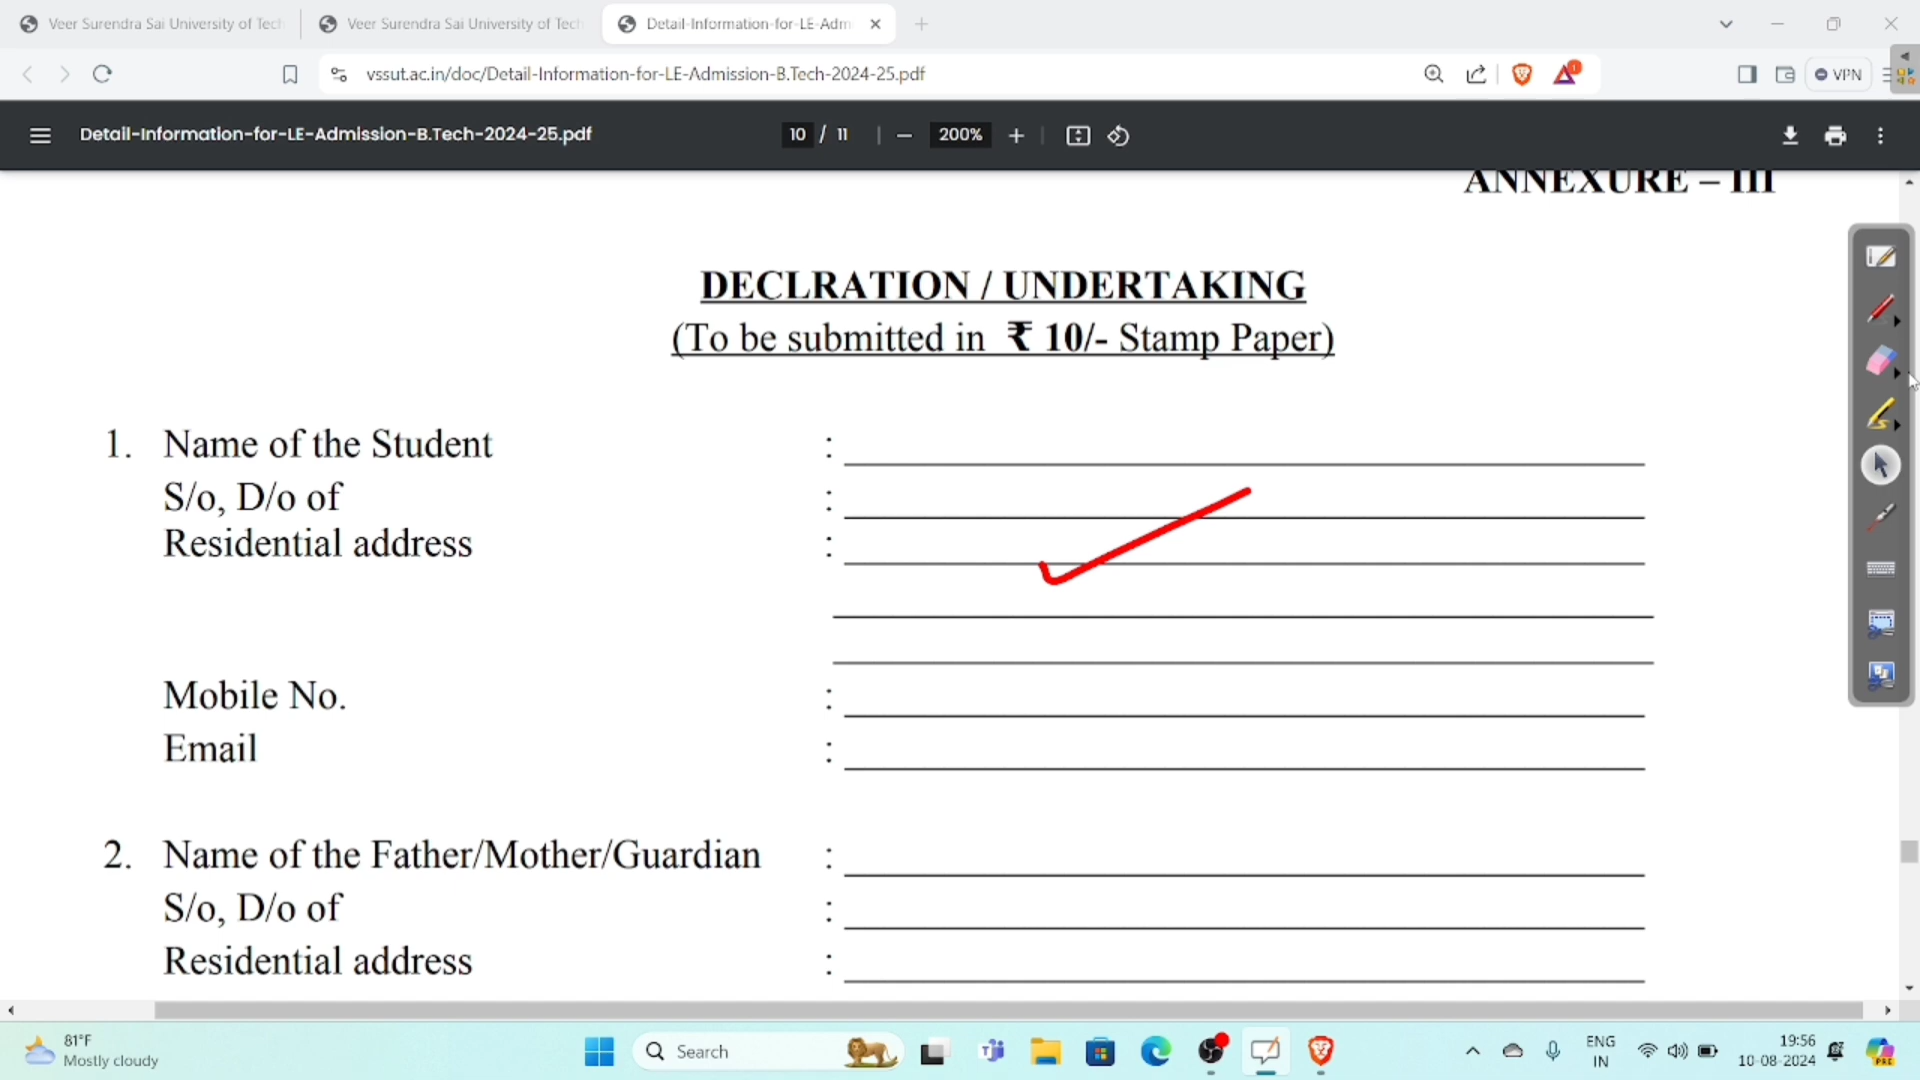 Veer Surendra Sai University of Tech
Veer Surendra Sai University of Tech
Detail-Information-for-LE-Adm
vssut.ac.in/doc/Detail-Information-for-LE-Admission-B.Tech-2024-25.pdf
1
VPN
Detail-Information-for-LE-Admission-B.Tech-2024-25.pdf
10 / 11
200%
ANNEXURE – III
DECLRATION / UNDERTAKING
(To be submitted in ₹ 10/- Stamp Paper)
1. Name of the Student :
S/o, D/o of :
Residential address :
Mobile No. :
Email :
2. Name of the Father/Mother/Guardian :
S/o, D/o of :
Residential address :
81°F
Mostly cloudy
Search
ENG
IN
19:56
10-08-2024
PRE